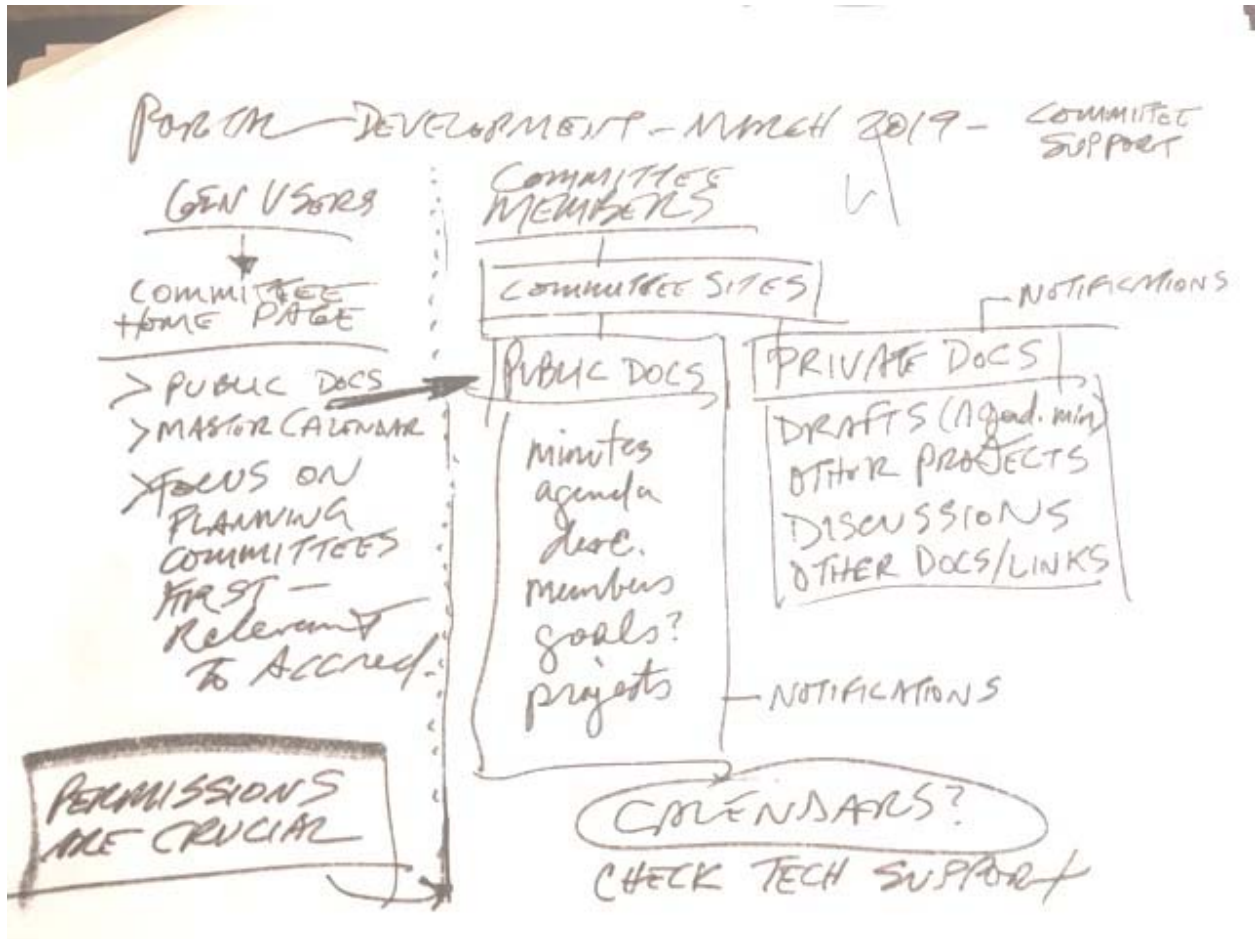 PORTAL DEVELOPMENT - MARCH 2019 - COMMITTEE
SUPPORT
GEN USERS
COMMITTEE
HOME PAGE
> PUBLIC DOCS
> MASTER CALENDAR
> FOCUS ON
PLANNING
COMMITTEES
FIRST -
Relevant
To Accred.
PERMISSIONS
ARE CRUCIAL
COMMITTEE
MEMBERS
COMMITTEE SITES
PUBLIC DOCS
minutes
agenda
desc.
members
goals?
projects
NOTIFICATIONS
PRIVATE DOCS
DRAFTS (Agend. min)
OTHER PROJECTS
DISCUSSIONS
OTHER DOCS/LINKS
NOTIFICATIONS
CALENDARS?
CHECK TECH SUPPORT